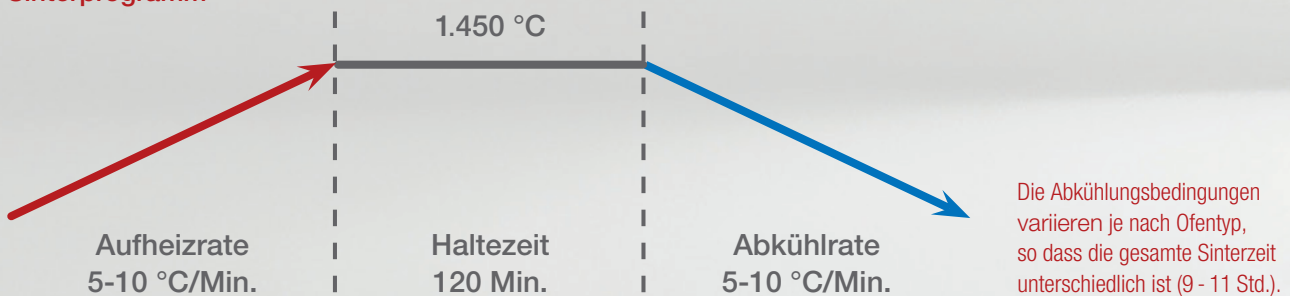 Sinterprogramm
1.450 °C
Aufheizrate
5-10 °C/Min.
Haltezeit
120 Min.
Abkühlrate
5-10 °C/Min.
Die Abkühlungsbedingungen
variieren je nach Ofentyp,
so dass die gesamte Sinterzeit
unterschiedlich ist (9 - 11 Std.).